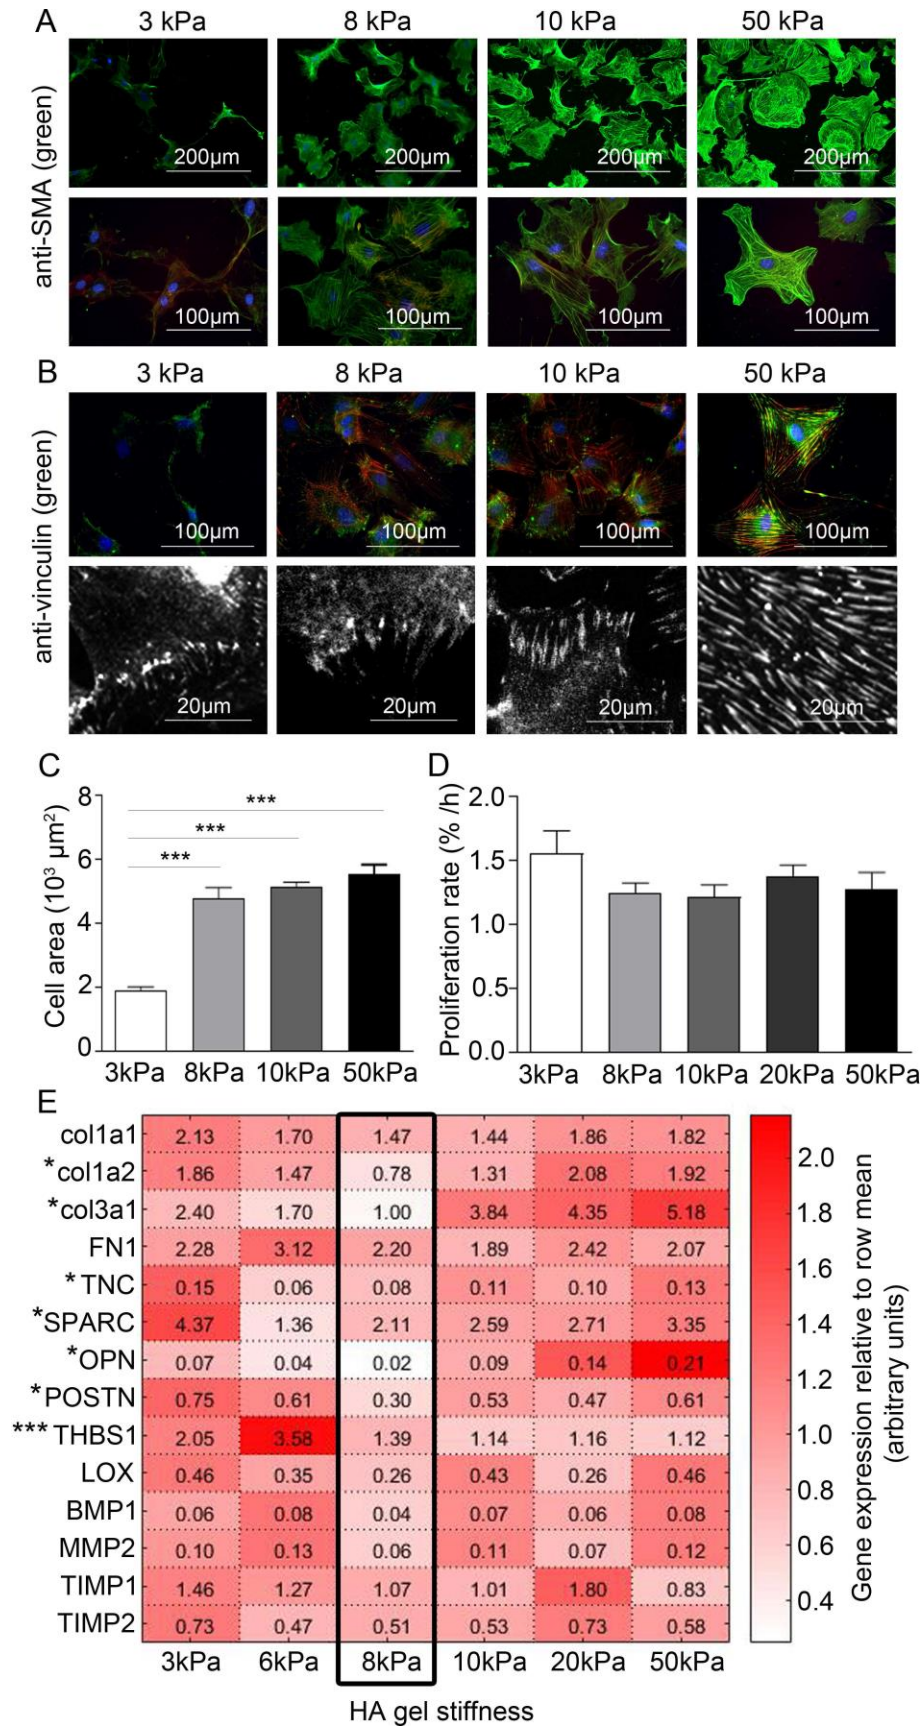 A 3 kPa 8 kPa 10 kPa 50 kPa
anti-SMA (green)
200µm 200µm 200µm 200µm
100µm 100µm 100µm 100µm
B 3 kPa 8 kPa 10 kPa 50 kPa
anti-vinculin (green)
100µm 100µm 100µm 100µm
20µm 20µm 20µm 20µm
C
Cell area (10³ µm²)
8
6
4
2
0
***
***
***
3kPa 8kPa 10kPa 50kPa
D
Proliferation rate (% /h)
2.0
1.5
1.0
0.5
0.0
3kPa 8kPa 10kPa 20kPa 50kPa
E
col1a1 2.13 1.70 1.47 1.44 1.86 1.82
*col1a2 1.86 1.47 0.78 1.31 2.08 1.92
*col3a1 2.40 1.70 1.00 3.84 4.35 5.18
FN1 2.28 3.12 2.20 1.89 2.42 2.07
*TNC 0.15 0.06 0.08 0.11 0.10 0.13
*SPARC 4.37 1.36 2.11 2.59 2.71 3.35
*OPN 0.07 0.04 0.02 0.09 0.14 0.21
*POSTN 0.75 0.61 0.30 0.53 0.47 0.61
***THBS1 2.05 3.58 1.39 1.14 1.16 1.12
LOX 0.46 0.35 0.26 0.43 0.26 0.46
BMP1 0.06 0.08 0.04 0.07 0.06 0.08
MMP2 0.10 0.13 0.06 0.11 0.07 0.12
TIMP1 1.46 1.27 1.07 1.01 1.80 0.83
TIMP2 0.73 0.47 0.51 0.53 0.73 0.58
3kPa 6kPa 8kPa 10kPa 20kPa 50kPa
HA gel stiffness
2.0
1.8
1.6
1.4
1.2
1.0
0.8
0.6
0.4
Gene expression relative to row mean
(arbitrary units)